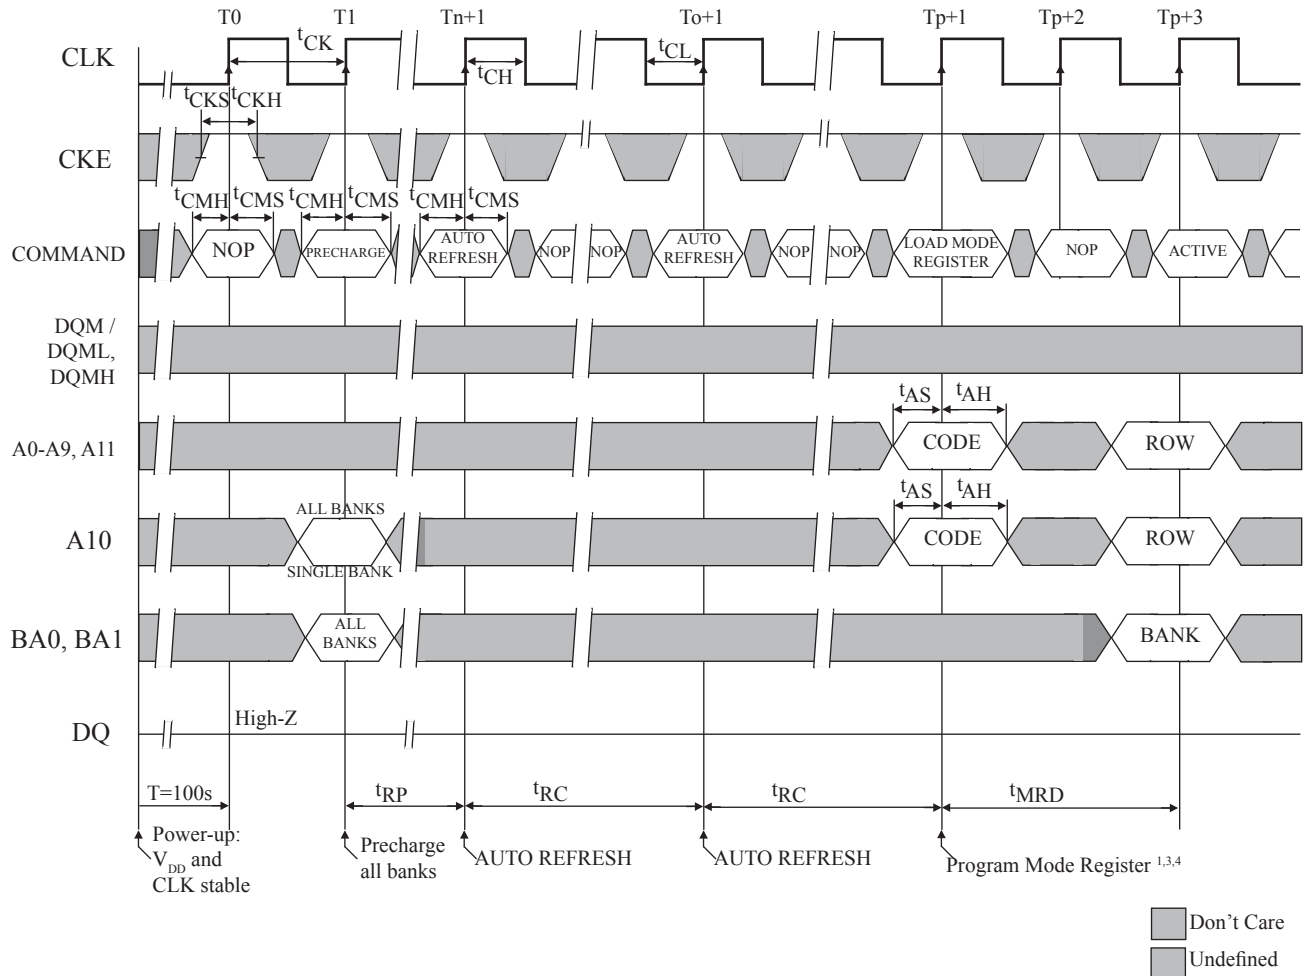 T0 T1 Tn+1 To+1 Tp+1 Tp+2 Tp+3
CLK
tCK
tCH
tCL
tCKS tCKH
CKE
tCMH tCMS tCMH tCMS tCMH tCMS
COMMAND
NOP
PRECHARGE
AUTO
REFRESH
NOP
NOP
AUTO
REFRESH
NOP
NOP
LOAD MODE
REGISTER
NOP
ACTIVE
DQM /
DQML,
DQMH
tAS tAH
A0-A9, A11
CODE
ROW
tAS tAH
ALL BANKS
A10
CODE
ROW
SINGLE BANK
BA0, BA1
ALL
BANKS
BANK
High-Z
DQ
T=100s
tRP
tRC
tRC
tMRD
Power-up:
VDD and
CLK stable
Precharge
all banks
AUTO REFRESH
AUTO REFRESH
Program Mode Register 1,3,4
Don't Care
Undefined